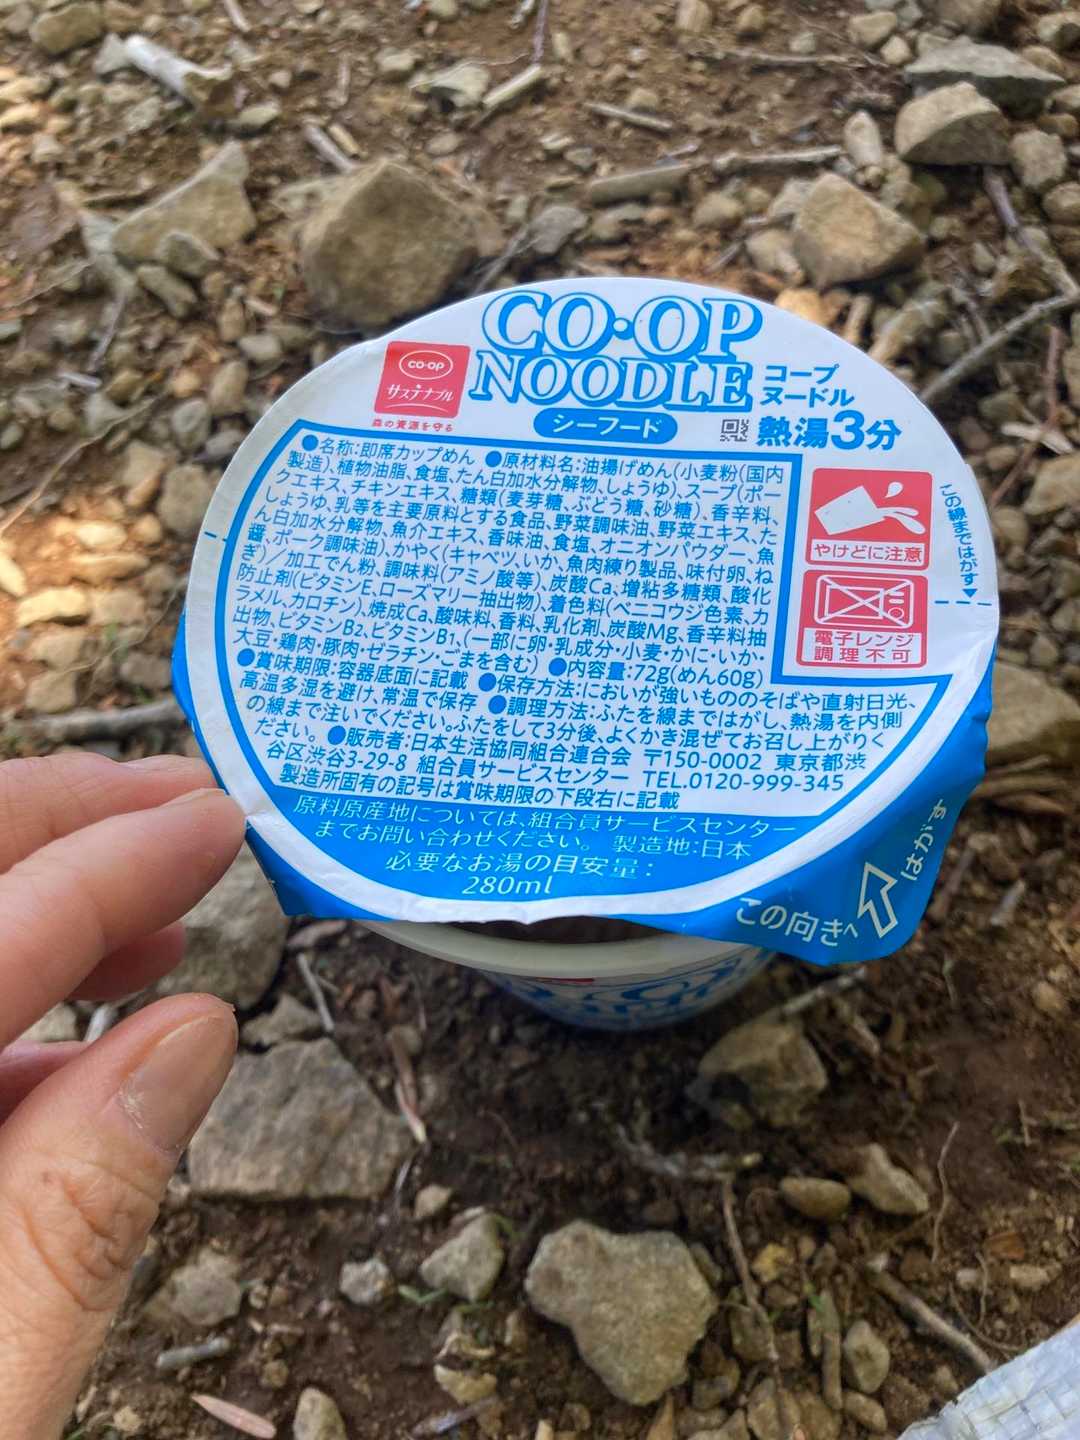 CO·OP
NOODLE
コープ
ヌードル
シーフード
熱湯3分
CO·OP
サステナブル
森の資源を守る
●名称:即席カップめん ●原材料名:油揚げめん(小麦粉(国内
製造)、植物油脂、食塩、たん白加水分解物、しょうゆ)、スープ(ポー
クエキス、チキンエキス、糖類(麦芽糖、ぶどう糖、砂糖)、香辛料、
しょうゆ、乳等を主要原料とする食品、野菜調味油、野菜エキス、た
ん白加水分解物、魚介エキス、香味油、食塩、オニオンパウダー、魚
醬、ポーク調味油)、かやく(キャベツ、いか、魚肉練り製品、味付卵、ね
ぎ)/加工でん粉、調味料(アミノ酸等)、炭酸Ca、増粘多糖類、酸化
防止剤(ビタミンE、ローズマリー抽出物)、着色料(ベニコウジ色素、カ
ラメル、カロチン)、焼成Ca、酸味料、香料、乳化剤、炭酸Mg、香辛料抽
出物、ビタミンB2、ビタミンB1、(一部に卵・乳成分・小麦・かに・いか・
大豆・鶏肉・豚肉・ゼラチン・ごまを含む) ●内容量:72g(めん60g)
●賞味期限:容器底面に記載 ●保存方法:においが強いもののそばや直射日光、
高温多湿を避け、常温で保存 ●調理方法:ふたを線まではがし、熱湯を内側
の線まで注いでください。ふたをして3分後、よくかき混ぜてお召し上がりく
ださい。 ●販売者:日本生活協同組合連合会 〒150-0002 東京都渋
谷区渋谷3-29-8 組合員サービスセンター TEL.0120-999-345
製造所固有の記号は賞味期限の下段右に記載
原料原産地については、組合員サービスセンター
までお問い合わせください。 製造地:日本
必要なお湯の目安量:
280ml
やけどに注意
電子レンジ
調理不可
この線まではがす▼
この向きへ
はがす